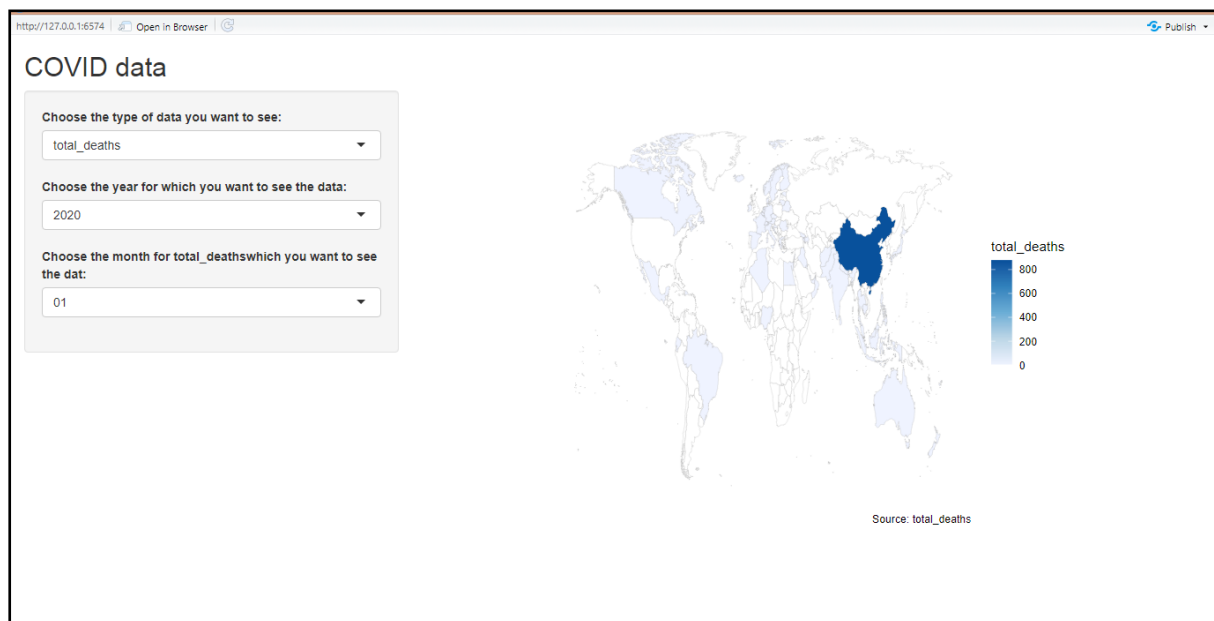 http://127.0.0.1:6574 Open in Browser Publish
COVID data
Choose the type of data you want to see:
total_deaths
Choose the year for which you want to see the data:
2020
Choose the month for total_deathswhich you want to see
the dat:
01
total_deaths
800
600
400
200
0
Source: total_deaths